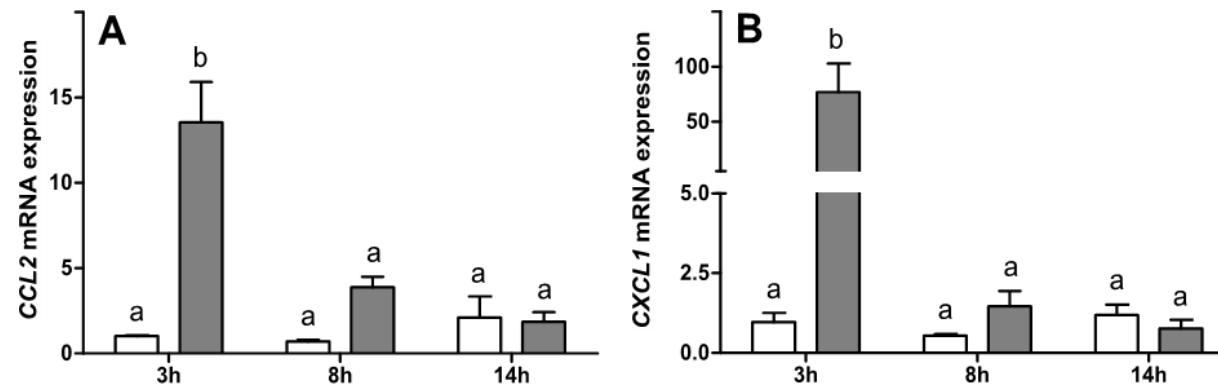 A
CCL2 mRNA expression
15
10
5
0
b
a
a
a
a
a
3h
8h
14h
B
CXCL1 mRNA expression
100
50
5.0
2.5
0.0
b
a
a
a
a
a
3h
8h
14h